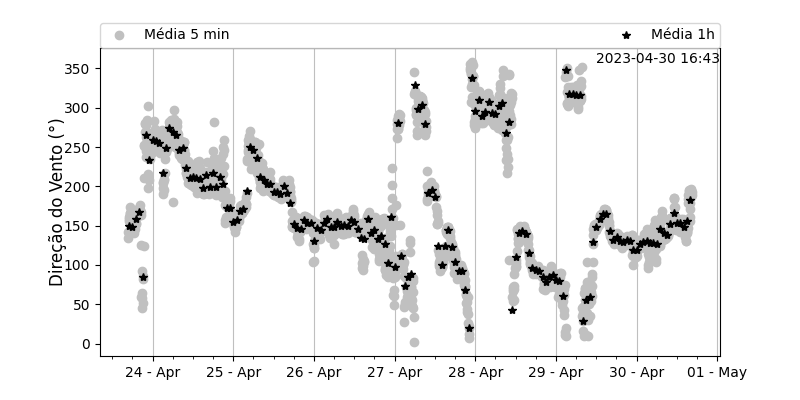 Média 5 min
Média 1h
2023-04-30 16:43
Direção do Vento (°)
350
300
250
200
150
100
50
0
24 - Apr
25 - Apr
26 - Apr
27 - Apr
28 - Apr
29 - Apr
30 - Apr
01 - May